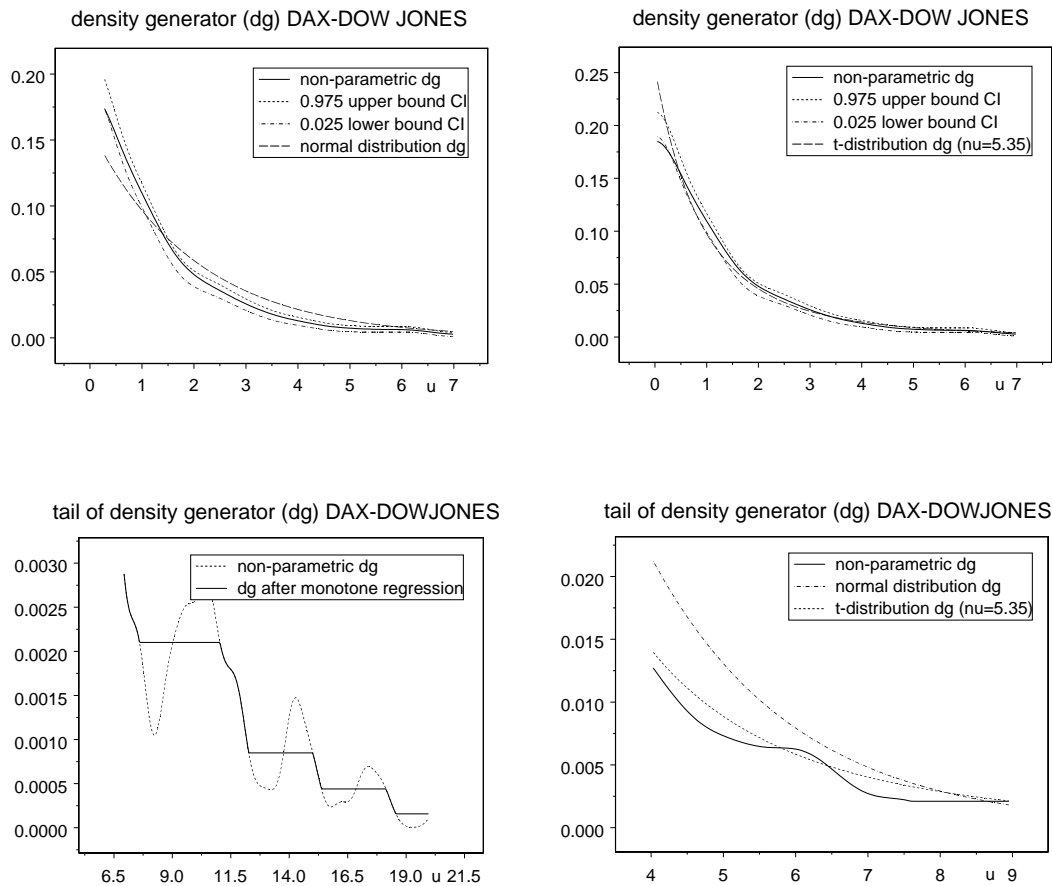 density generator (dg) DAX-DOW JONES
non-parametric dg
0.975 upper bound CI
0.025 lower bound CI
normal distribution dg
0.20
0.15
0.10
0.05
0.00
0 1 2 3 4 5 6 u 7
density generator (dg) DAX-DOW JONES
non-parametric dg
0.975 upper bound CI
0.025 lower bound CI
t-distribution dg (nu=5.35)
0.25
0.20
0.15
0.10
0.05
0.00
0 1 2 3 4 5 6 u 7
tail of density generator (dg) DAX-DOWJONES
non-parametric dg
dg after monotone regression
0.0030
0.0025
0.0020
0.0015
0.0010
0.0005
0.0000
6.5 9.0 11.5 14.0 16.5 19.0 u 21.5
tail of density generator (dg) DAX-DOWJONES
non-parametric dg
normal distribution dg
t-distribution dg (nu=5.35)
0.020
0.015
0.010
0.005
0.000
4 5 6 7 8 u 9